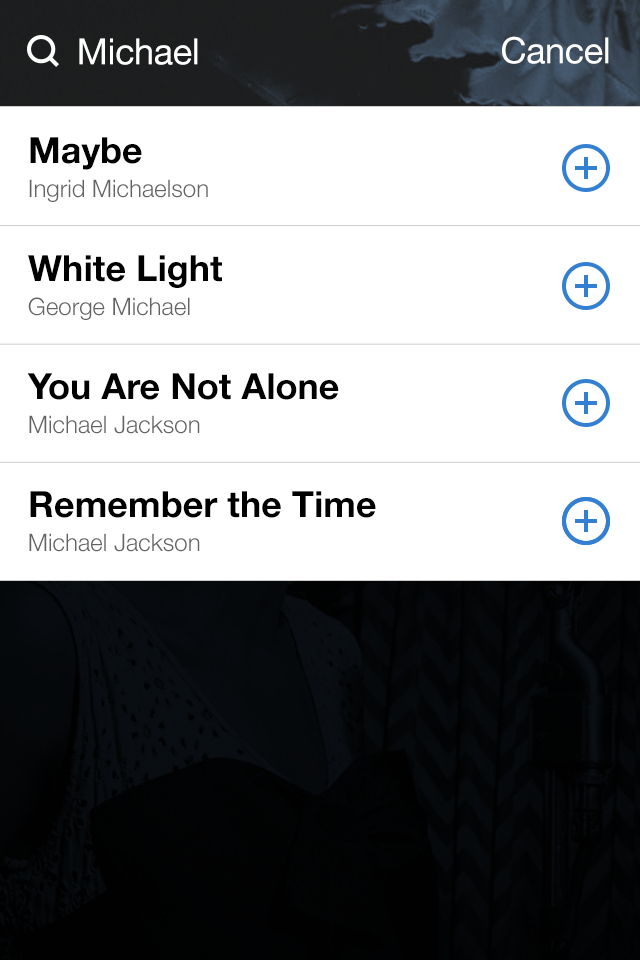 Michael Cancel
Maybe
Ingrid Michaelson
White Light
George Michael
You Are Not Alone
Michael Jackson
Remember the Time
Michael Jackson